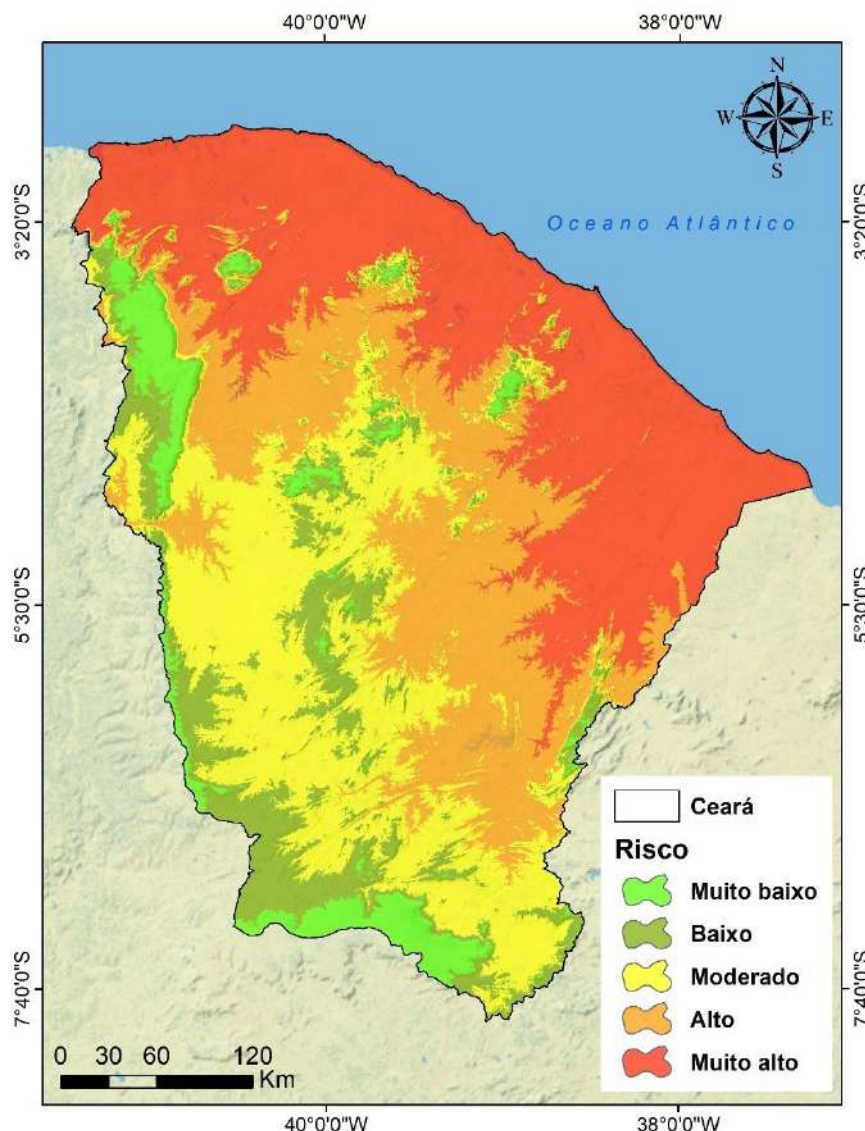 40°0'0"W
38°0'0"W
N
W
E
S
3°20'0"S
3°20'0"S
Oceano Atlântico
5°30'0"S
5°30'0"S
Ceará
Risco
Muito baixo
Baixo
Moderado
Alto
Muito alto
7°40'0"S
7°40'0"S
0 30 60 120
Km
40°0'0"W
38°0'0"W